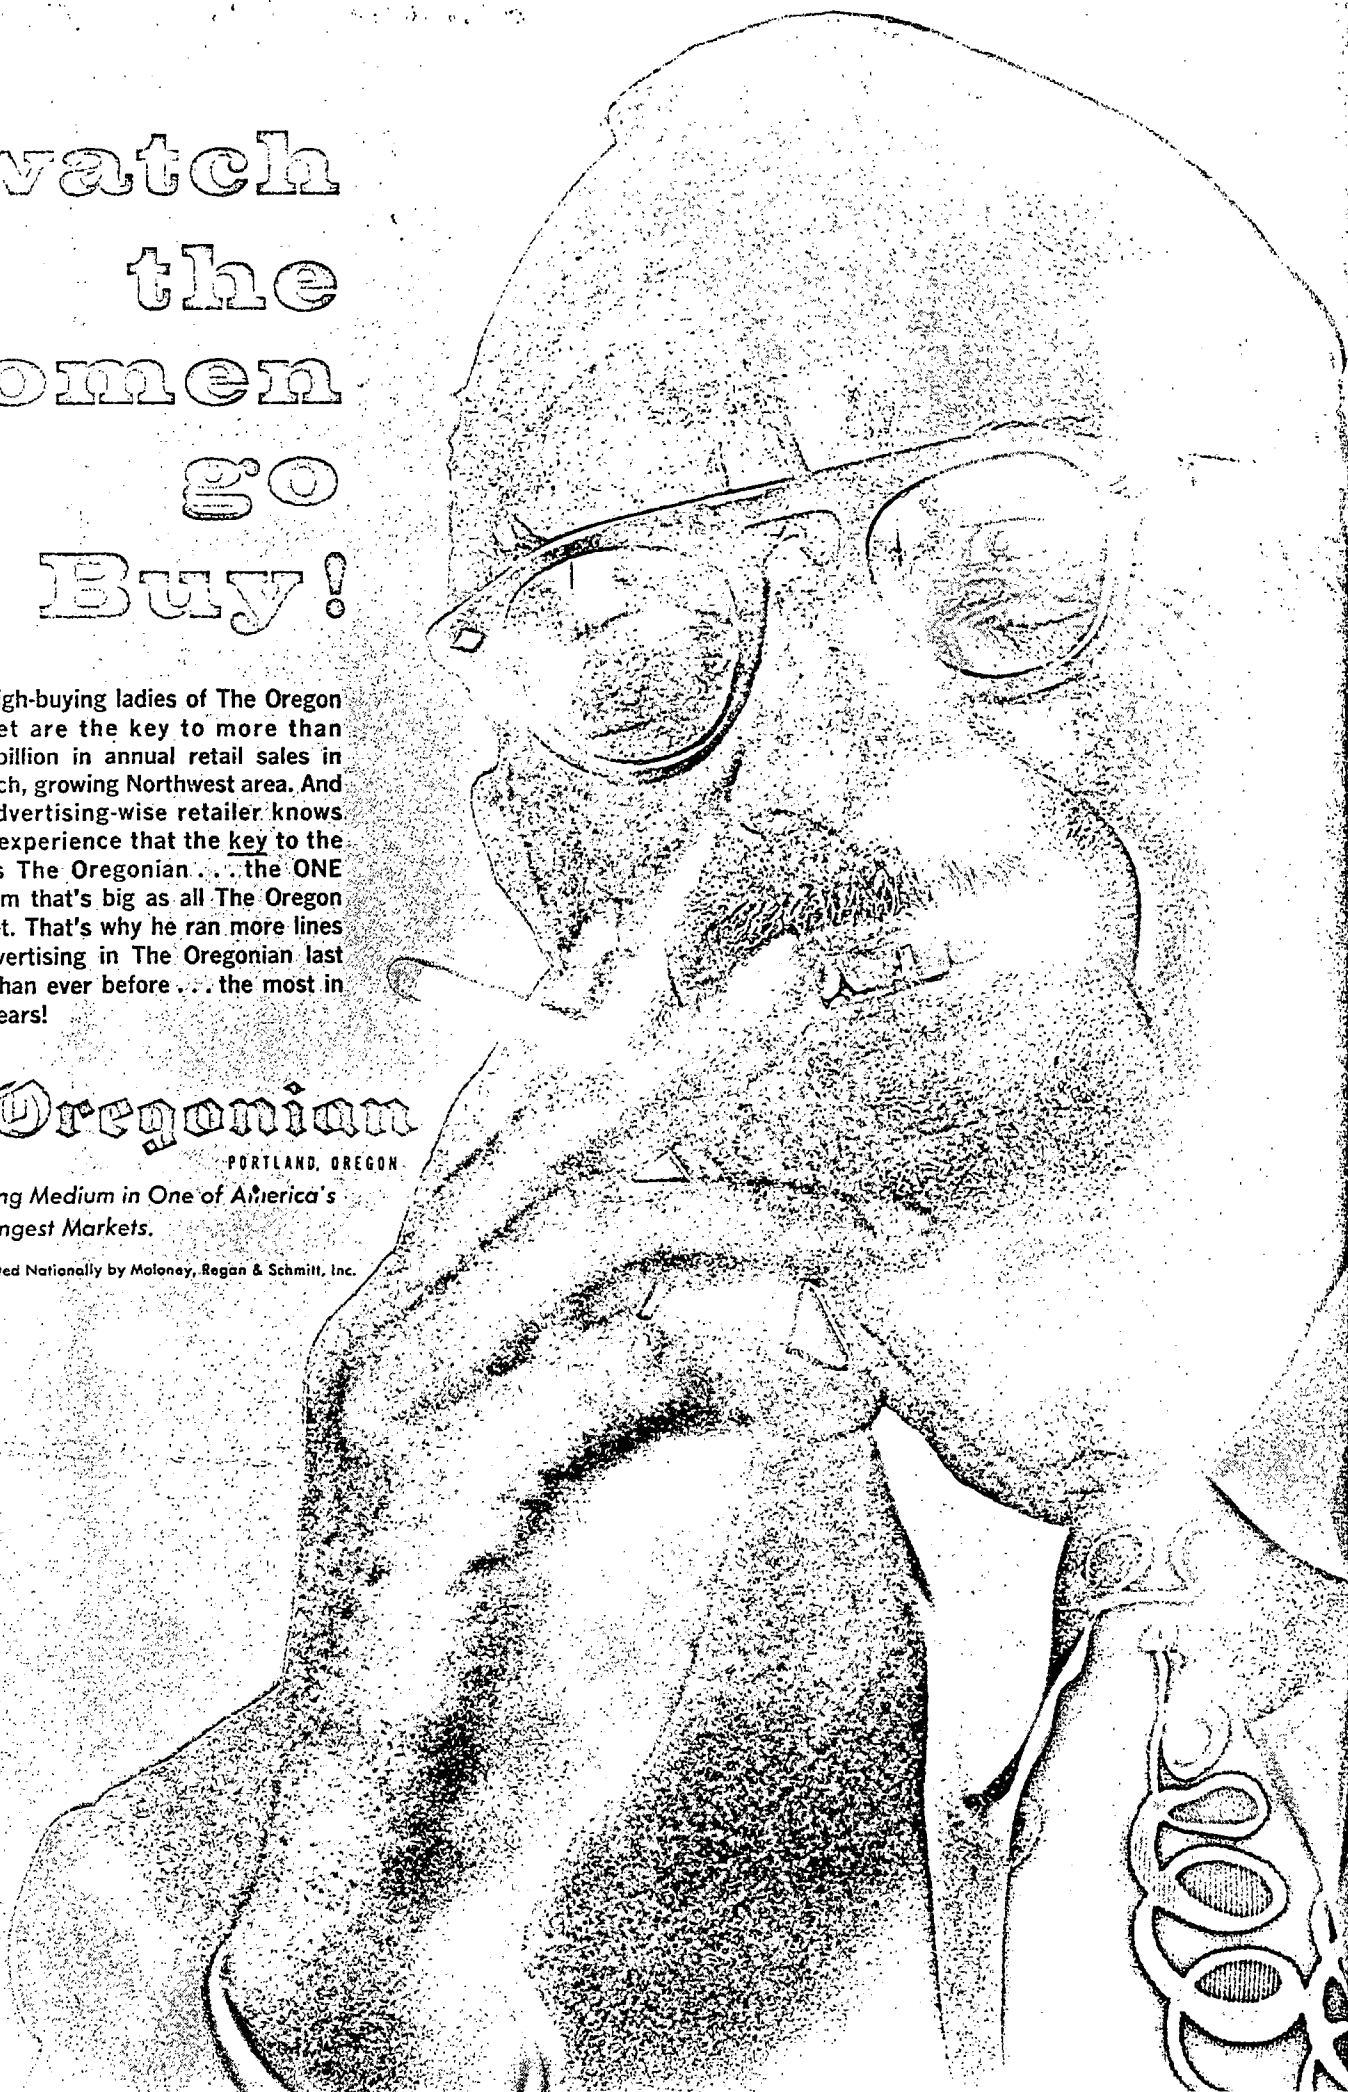 watch
the
omen
go
Buy!
igh-buying ladies of The Oregon
et are the key to more than
billion in annual retail sales in
ch, growing Northwest area. And
dvertising-wise retailer knows
experience that the key to the
s The Oregonian . . . the ONE
m that's big as all The Oregon
t. That's why he ran more lines
vertising in The Oregonian last
han ever before . . . the most in
ears!
Oregonian
PORTLAND, OREGON
ng Medium in One of America's
ngest Markets.
ed Nationally by Moloney, Regan & Schmitt, Inc.